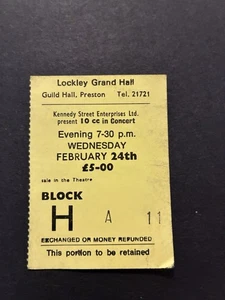 Lockley Grand Hall
Guild Hall, Preston Tel. 21721
Kennedy Street Enterprises Ltd.
present 10 cc in Concert
Evening 7-30 p.m.
WEDNESDAY
FEBRUARY 24th
£5-00
sale in the Theatre
BLOCK
H A 11
EXCHANGED OR MONEY REFUNDED
This portion to be retained